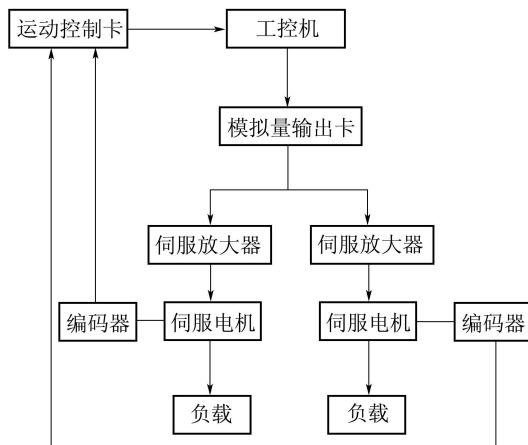 运动控制卡
工控机
模拟量输出卡
伺服放大器
伺服放大器
编码器
伺服电机
伺服电机
编码器
负载
负载